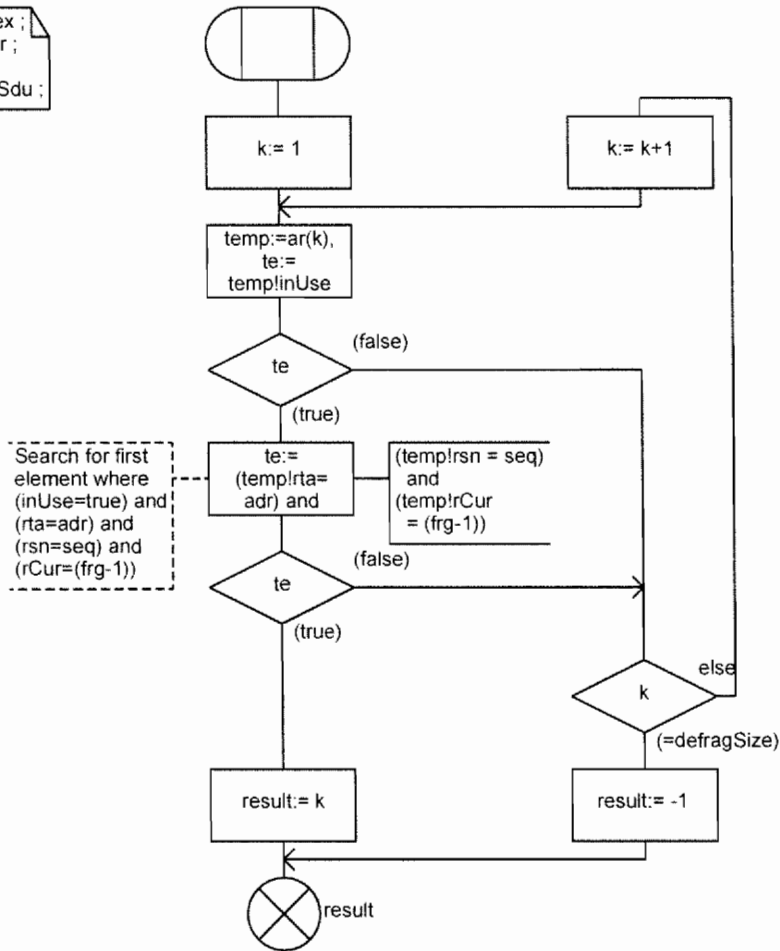 ex ;
r ;
Sdu ;
k:= 1
k:= k+1
temp:=ar(k),
te:=
temp!inUse
te
(false)
(true)
Search for first
element where
(inUse=true) and
(rta=adr) and
(rsn=seq) and
(rCur=(frg-1))
te:=
(temp!rta=
adr) and
(temp!rsn = seq)
and
(temp!rCur
= (frg-1))
te
(false)
(true)
k
else
(=defragSize)
result:= k
result:= -1
result